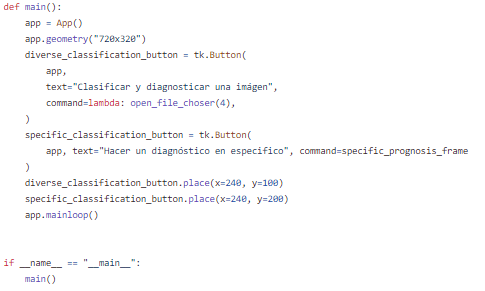 def main():
    app = App()
    app.geometry("720x320")
    diverse_classification_button = tk.Button(
        app,
        text="Clasificar y diagnosticar una imágen",
        command=lambda: open_file_choser(4),
    )
    specific_classification_button = tk.Button(
        app, text="Hacer un diagnóstico en especifico", command=specific_prognosis_frame
    )
    diverse_classification_button.place(x=240, y=100)
    specific_classification_button.place(x=240, y=200)
    app.mainloop()
if __name__ == "__main__":
    main()